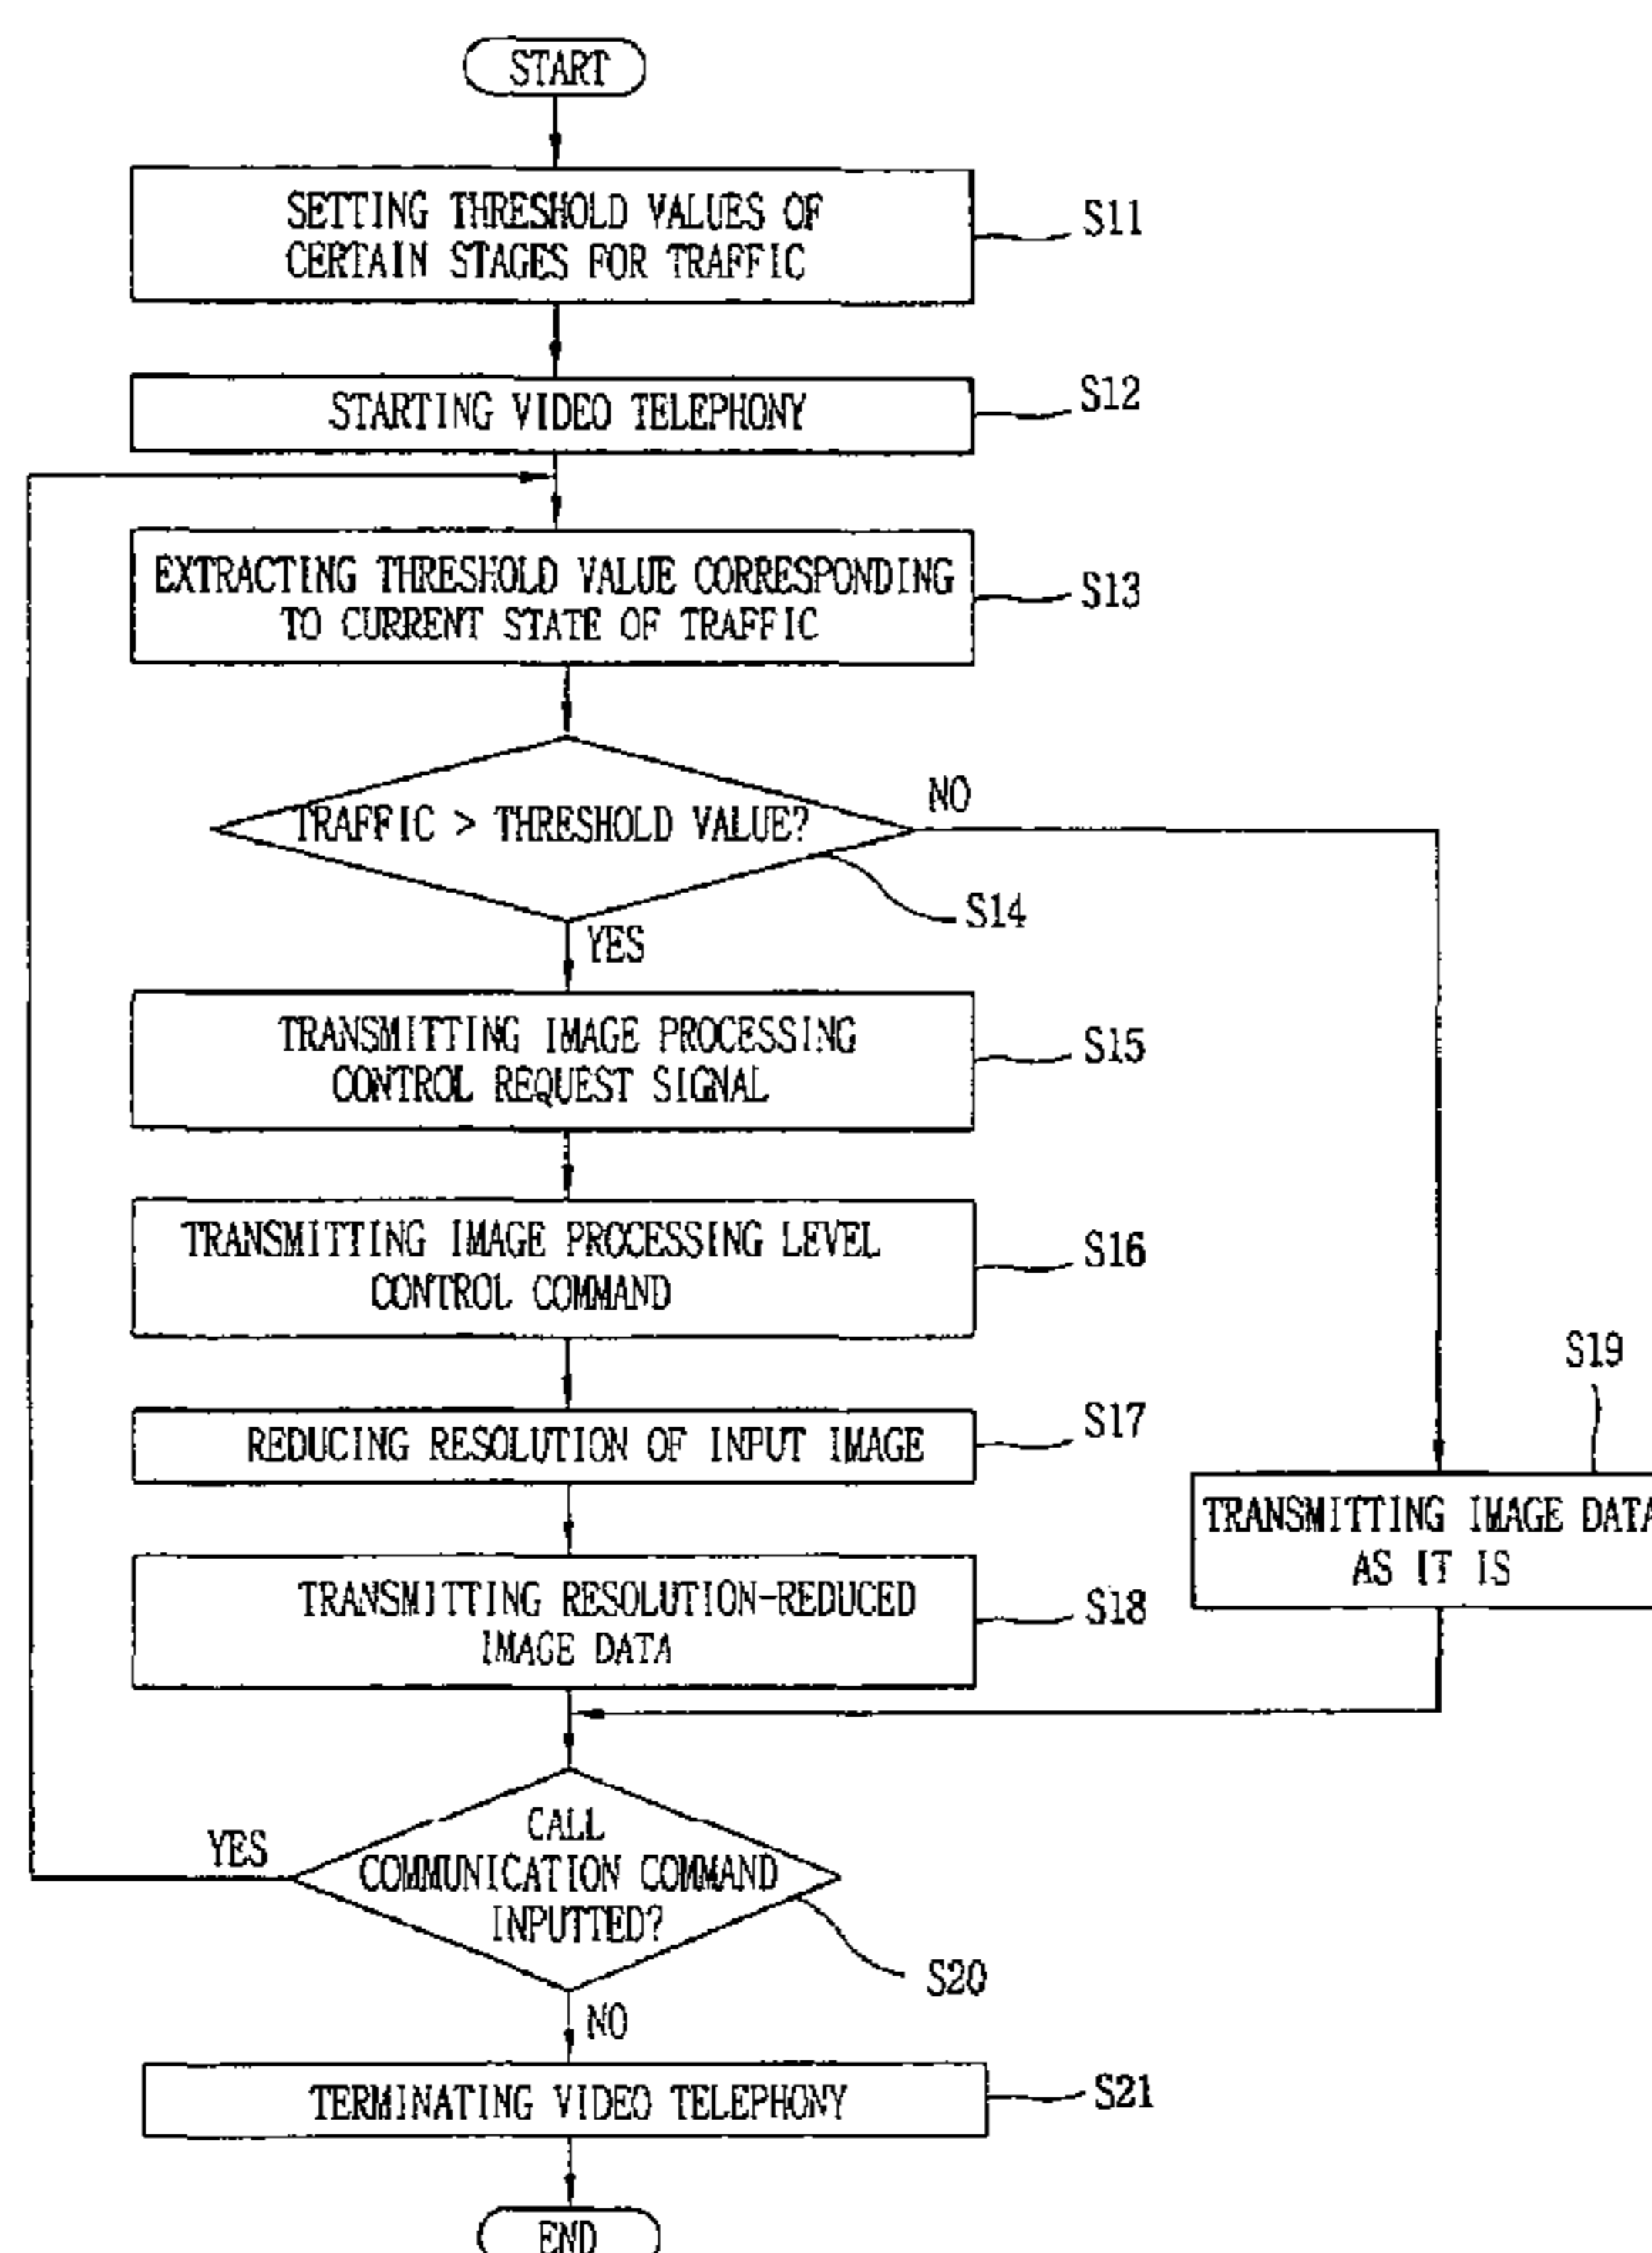 START
SETTING THRESHOLD VALUES OF
CERTAIN STAGES FOR TRAFFIC
S11
STARTING VIDEO TELEPHONY
S12
EXTRACTING THRESHOLD VALUE CORRESPONDING
TO CURRENT STATE OF TRAFFIC
S13
TRAFFIC > THRESHOLD VALUE?
NO
S14
YES
TRANSMITTING IMAGE PROCESSING
CONTROL REQUEST SIGNAL
S15
TRANSMITTING IMAGE PROCESSING LEVEL
CONTROL COMMAND
S16
REDUCING RESOLUTION OF INPUT IMAGE
S17
S19
TRANSMITTING IMAGE DATA
AS IT IS
TRANSMITTING RESOLUTION-REDUCED
IMAGE DATA
S18
CALL
COMMUNICATION COMMAND
INPUTTED?
YES
S20
NO
TERMINATING VIDEO TELEPHONY
S21
END